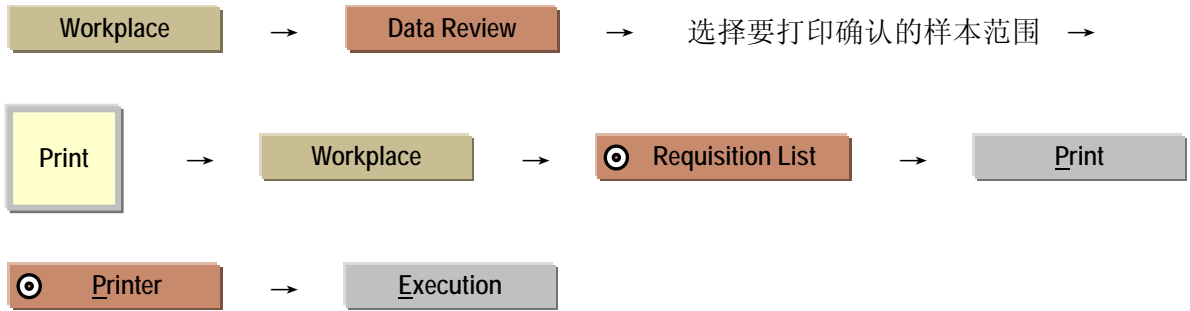 Workplace → Data Review → 选择要打印确认的样本范围 →
Print → Workplace → Requisition List → Print
Printer → Execution